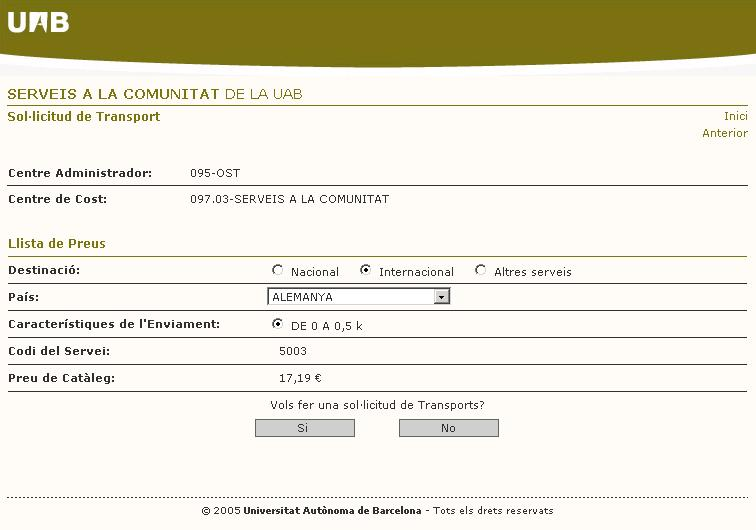 UAB
SERVEIS A LA COMUNITAT DE LA UAB
Sol·licitud de Transport
Inici
Anterior
Centre Administrador: 095-OST
Centre de Cost: 097.03-SERVEIS A LA COMUNITAT
Llista de Preus
Destinació: Nacional Internacional Altres serveis
País: ALEMANYA
Característiques de l'Enviament: DE 0 A 0,5 k
Codi del Servei: 5003
Preu de Catàleg: 17,19 €
Vols fer una sol·licitud de Transports?
Si No
© 2005 Universitat Autònoma de Barcelona - Tots els drets reservats